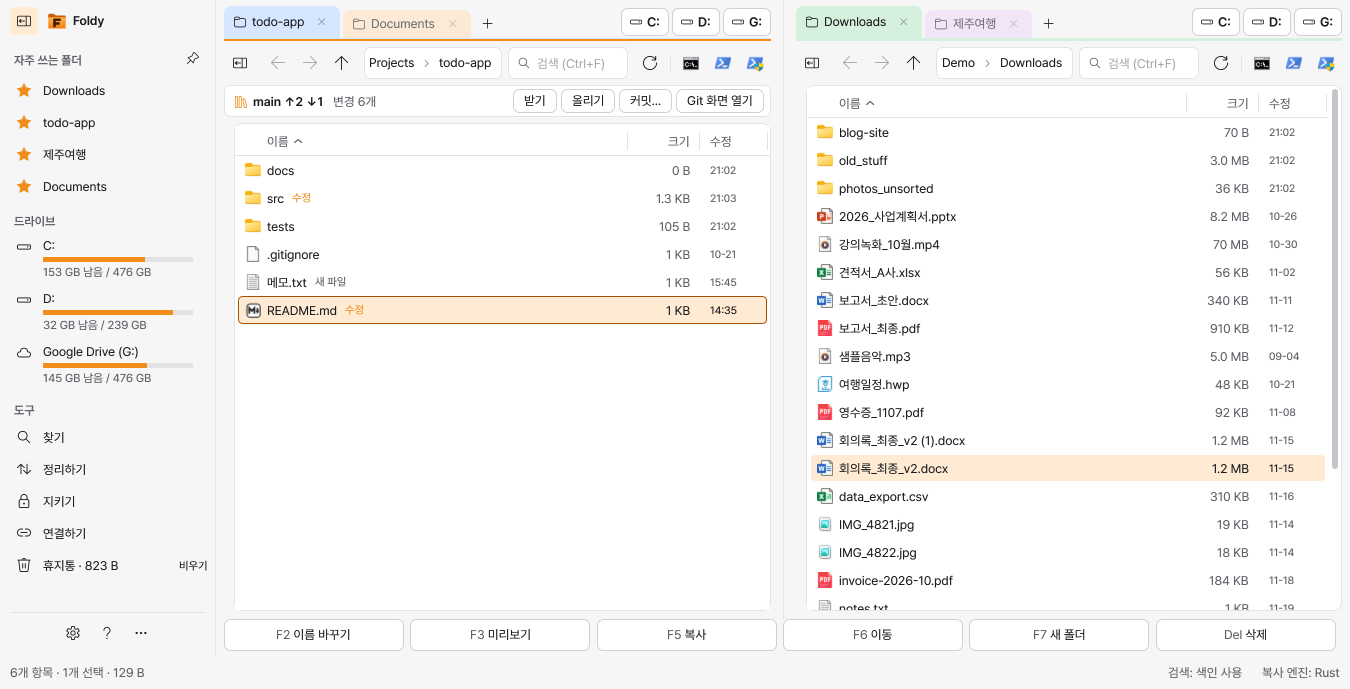 Foldy
자주 쓰는 폴더
Downloads
todo-app
제주여행
Documents
드라이브
C:
153 GB 남음 / 476 GB
D:
32 GB 남음 / 239 GB
Google Drive (G:)
145 GB 남음 / 476 GB
도구
찾기
정리하기
지키기
연결하기
휴지통 · 823 B 비우기
?
6개 항목 · 1개 선택 · 129 B
todo-app × Documents × + C: D: G:
Projects › todo-app 검색 (Ctrl+F)
main ↑2 ↓1 변경 6개 받기 올리기 커밋... Git 화면 열기
이름 크기 수정
docs 0 B 21:02
src 수정 1.3 KB 21:03
tests 105 B 21:02
.gitignore 1 KB 10-21
메모.txt 새 파일 1 KB 15:45
README.md 수정 1 KB 14:35
Downloads × 제주여행 × + C: D: G:
Demo › Downloads 검색 (Ctrl+F)
이름 크기 수정
blog-site 70 B 21:02
old_stuff 3.0 MB 21:02
photos_unsorted 36 KB 21:02
2026_사업계획서.pptx 8.2 MB 10-26
강의녹화_10월.mp4 70 MB 10-30
견적서_A사.xlsx 56 KB 11-02
보고서_초안.docx 340 KB 11-11
보고서_최종.pdf 910 KB 11-12
샘플음악.mp3 5.0 MB 09-04
여행일정.hwp 48 KB 10-21
영수증_1107.pdf 92 KB 11-08
회의록_최종_v2 (1).docx 1.2 MB 11-15
회의록_최종_v2.docx 1.2 MB 11-15
data_export.csv 310 KB 11-16
IMG_4821.jpg 19 KB 11-14
IMG_4822.jpg 18 KB 11-14
invoice-2026-10.pdf 184 KB 11-18
notes.txt 1 KB 11-19
F2 이름 바꾸기 F3 미리보기 F5 복사 F6 이동 F7 새 폴더 Del 삭제
검색: 색인 사용 복사 엔진: Rust